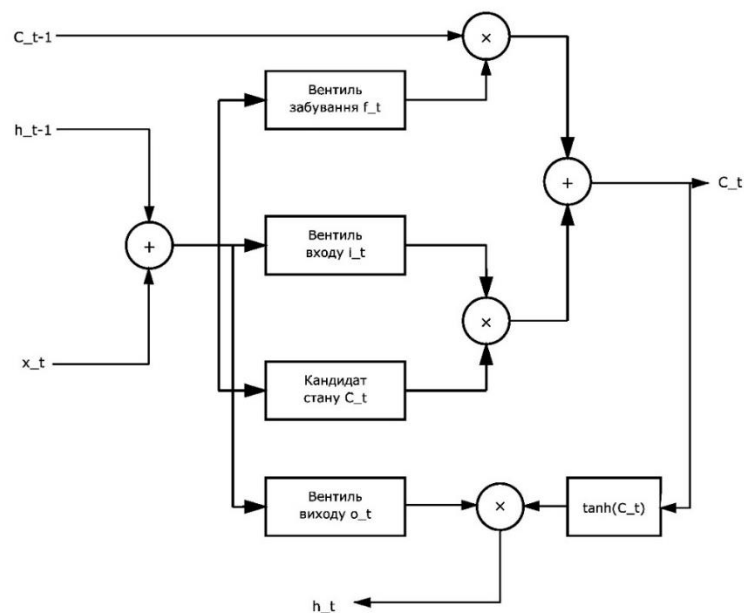 C_t-1
×
Вентиль
забування f_t
h_t-1
+
C_t
+
Вентиль
входу i_t
×
x_t
Кандидат
стану C_t
Вентиль
виходу o_t
×
tanh(C_t)
h_t